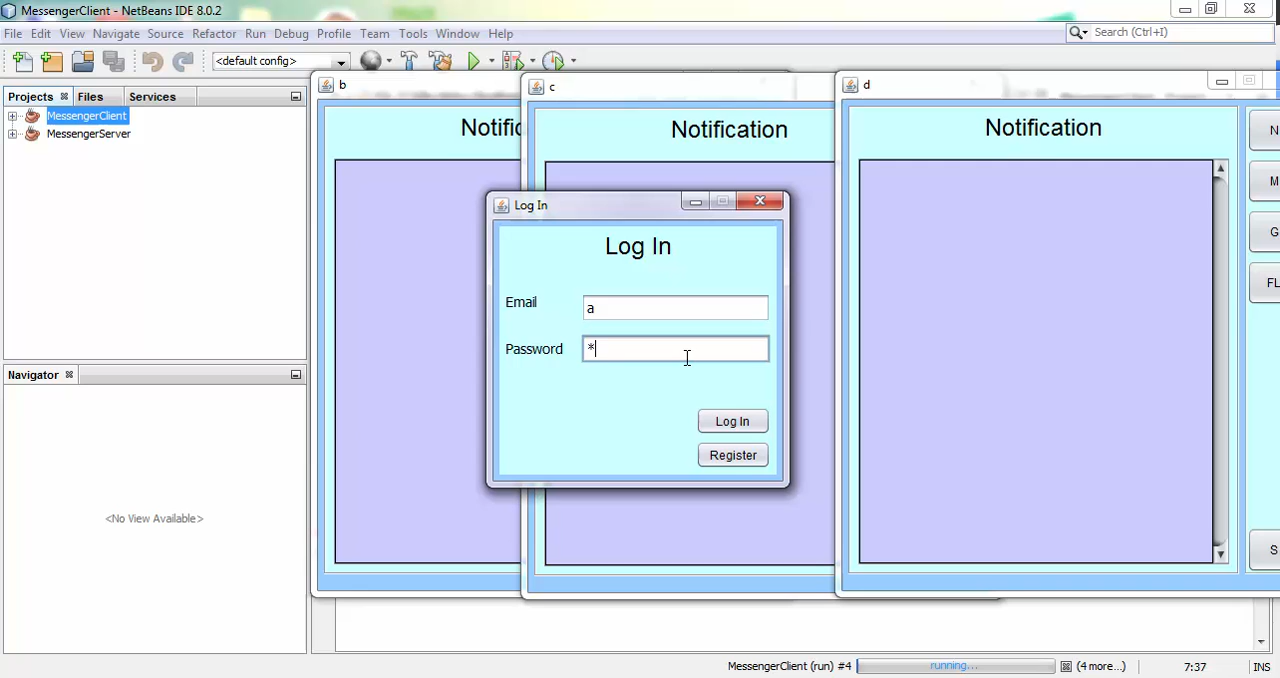 MessengerClient - NetBeans IDE 8.0.2
File Edit View Navigate Source Refactor Run Debug Profile Team Tools Window Help
Search (Ctrl+I)
<default config>
Projects Files Services
MessengerClient
MessengerServer
Navigator
<No View Available>
b
Notific
c
Notification
d
Notification
N
M
G
FL
S
Log In
Log In
Email a
Password *
Log In
Register
MessengerClient (run) #4 running... (4 more...) 7:37 INS